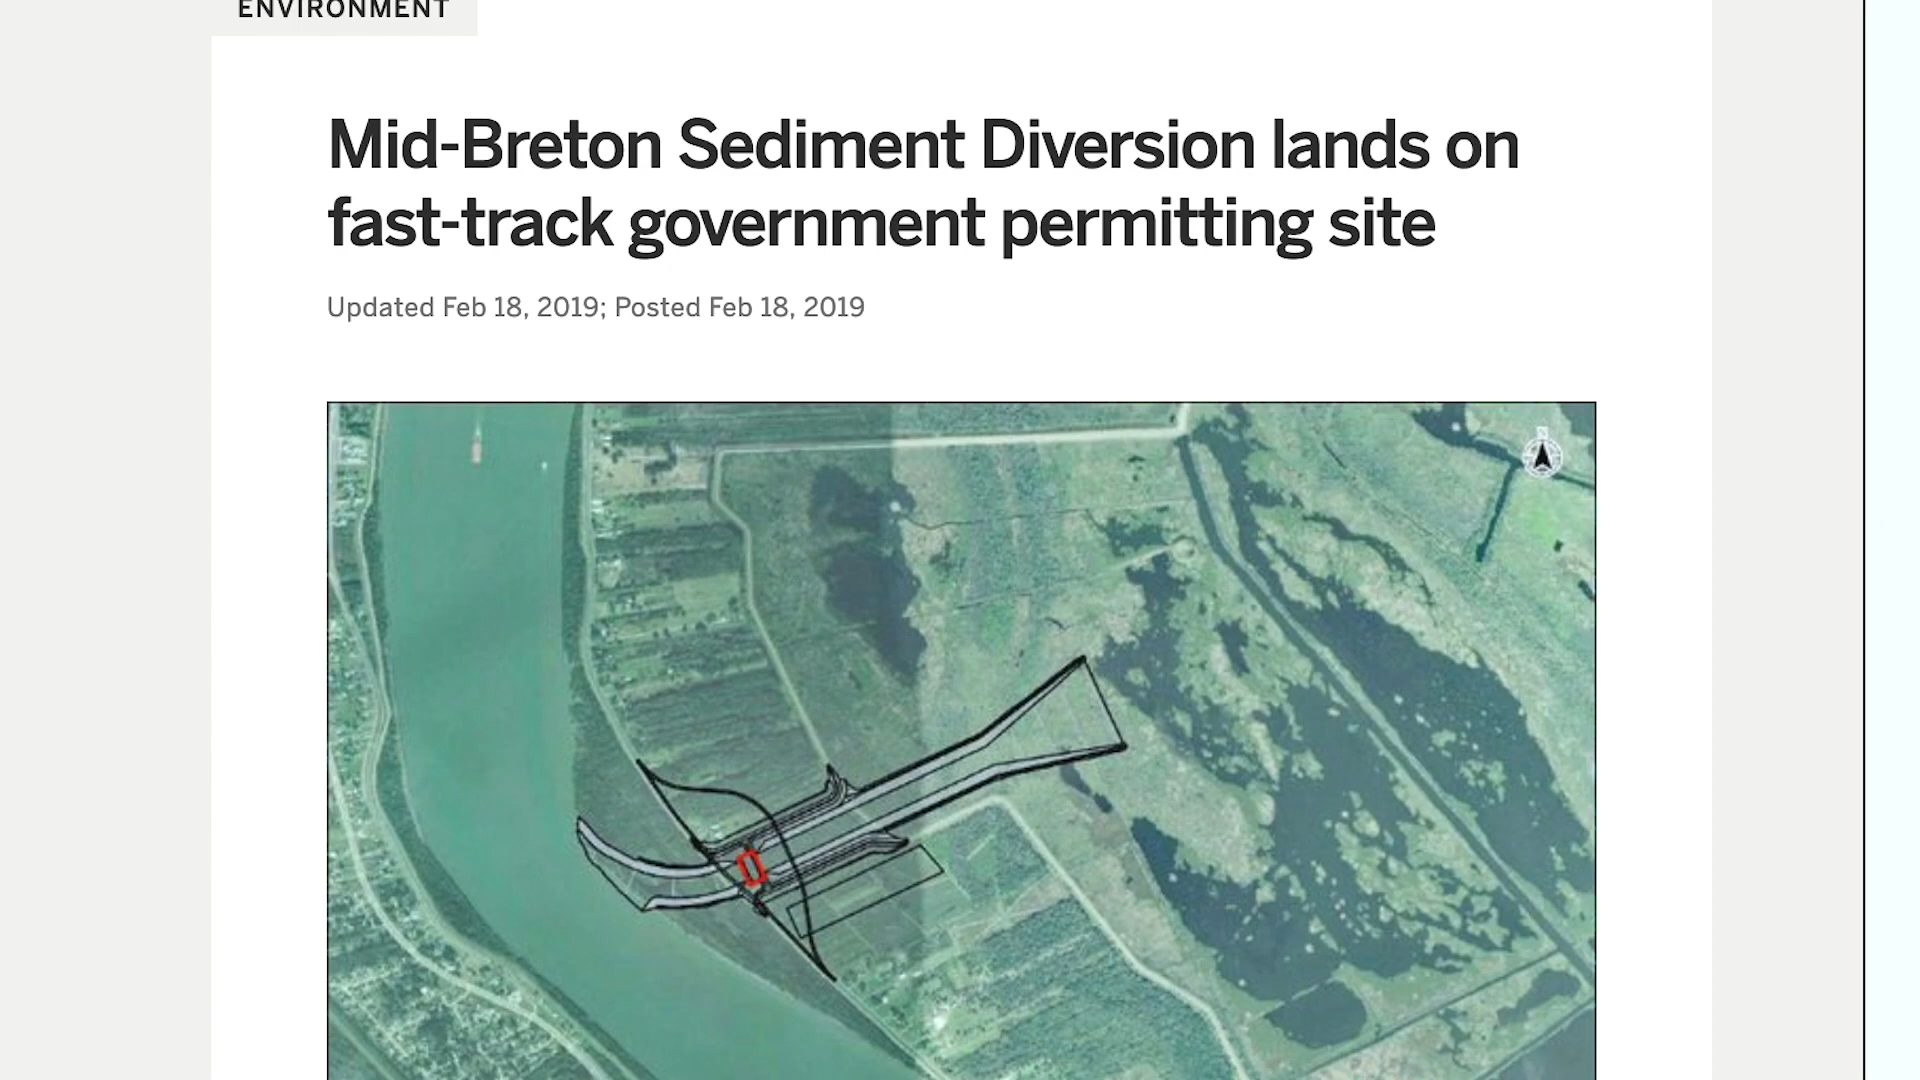 ENVIRONMENT
Mid-Breton Sediment Diversion lands on
fast-track government permitting site
Updated Feb 18, 2019; Posted Feb 18, 2019